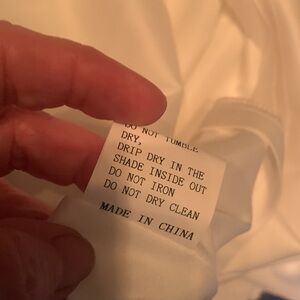 DO NOT TUMBLE
DRY,
DRIP DRY IN THE
SHADE INSIDE OUT
DO NOT IRON
DO NOT DRY CLEAN
MADE IN CHINA